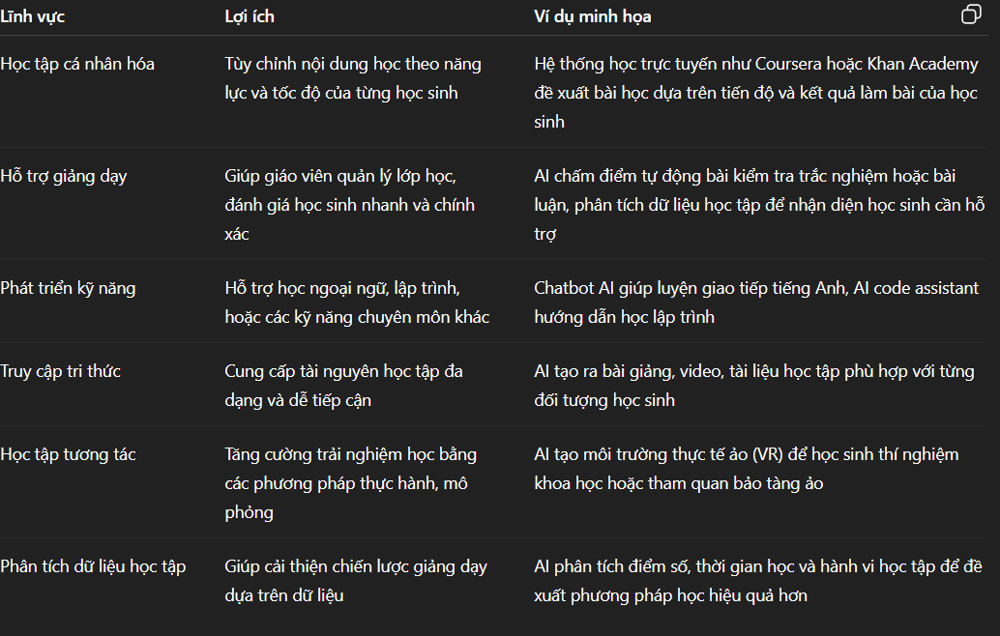 Lĩnh vực
Lợi ích
Ví dụ minh họa
Học tập cá nhân hóa
Tùy chỉnh nội dung học theo năng
lực và tốc độ của từng học sinh
Hệ thống học trực tuyến như Coursera hoặc Khan Academy
đề xuất bài học dựa trên tiến độ và kết quả làm bài của học
sinh
Hỗ trợ giảng dạy
Giúp giáo viên quản lý lớp học,
đánh giá học sinh nhanh và chính
xác
AI chấm điểm tự động bài kiểm tra trắc nghiệm hoặc bài
luận, phân tích dữ liệu học tập để nhận diện học sinh cần hỗ
trợ
Phát triển kỹ năng
Hỗ trợ học ngoại ngữ, lập trình,
hoặc các kỹ năng chuyên môn khác
Chatbot AI giúp luyện giao tiếp tiếng Anh, AI code assistant
hướng dẫn học lập trình
Truy cập tri thức
Cung cấp tài nguyên học tập đa
dạng và dễ tiếp cận
AI tạo ra bài giảng, video, tài liệu học tập phù hợp với từng
đối tượng học sinh
Học tập tương tác
Tăng cường trải nghiệm học bằng
các phương pháp thực hành, mô
phỏng
AI tạo môi trường thực tế ảo (VR) để học sinh thí nghiệm
khoa học hoặc tham quan bảo tàng ảo
Phân tích dữ liệu học tập
Giúp cải thiện chiến lược giảng dạy
dựa trên dữ liệu
AI phân tích điểm số, thời gian học và hành vi học tập để đề
xuất phương pháp học hiệu quả hơn